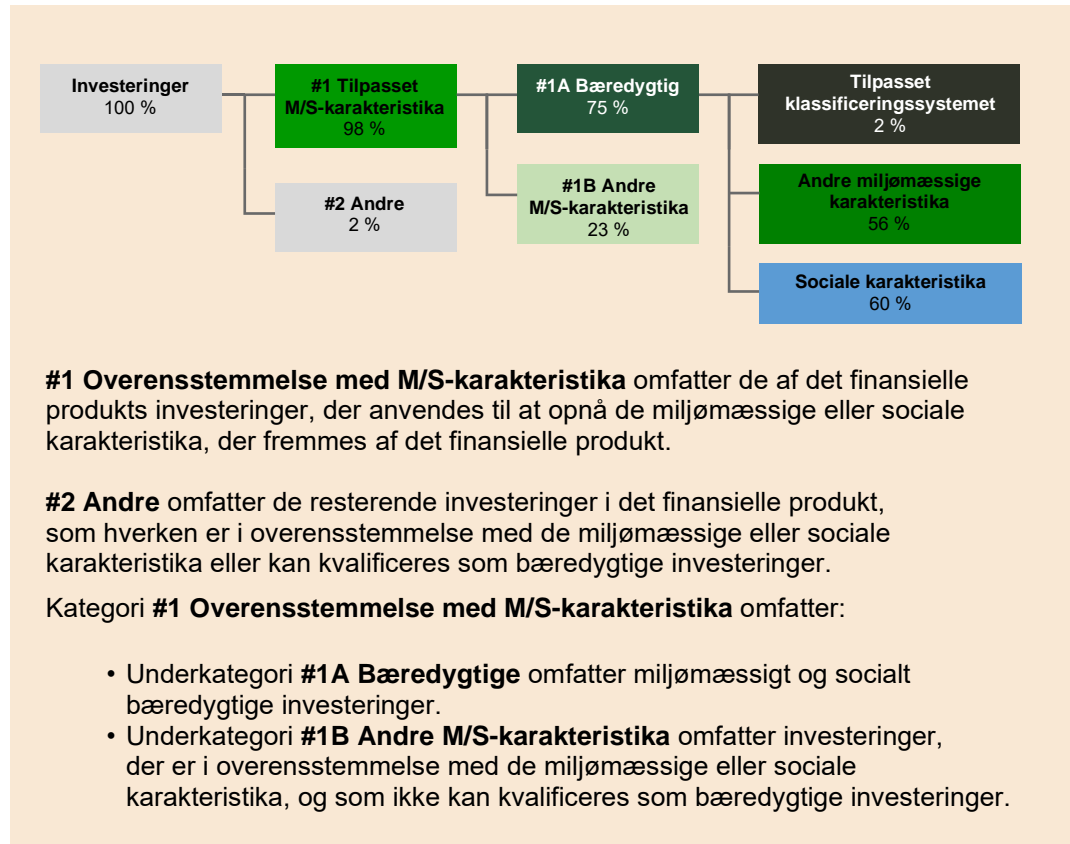 Investeringer
100 %
#1 Tilpasset
M/S-karakteristika
98 %
#2 Andre
2 %
#1A Bæredygtig
75 %
#1B Andre
M/S-karakteristika
23 %
Tilpasset
klassificeringssystemet
2 %
Andre miljømæssige
karakteristika
56 %
Sociale karakteristika
60 %
#1 Overensstemmelse med M/S-karakteristika omfatter de af det finansielle
produkts investeringer, der anvendes til at opnå de miljømæssige eller sociale
karakteristika, der fremmes af det finansielle produkt.
#2 Andre omfatter de resterende investeringer i det finansielle produkt,
som hverken er i overensstemmelse med de miljømæssige eller sociale
karakteristika eller kan kvalificeres som bæredygtige investeringer.
Kategori #1 Overensstemmelse med M/S-karakteristika omfatter:
• Underkategori #1A Bæredygtige omfatter miljømæssigt og socialt
bæredygtige investeringer.
• Underkategori #1B Andre M/S-karakteristika omfatter investeringer,
der er i overensstemmelse med de miljømæssige eller sociale
karakteristika, og som ikke kan kvalificeres som bæredygtige investeringer.